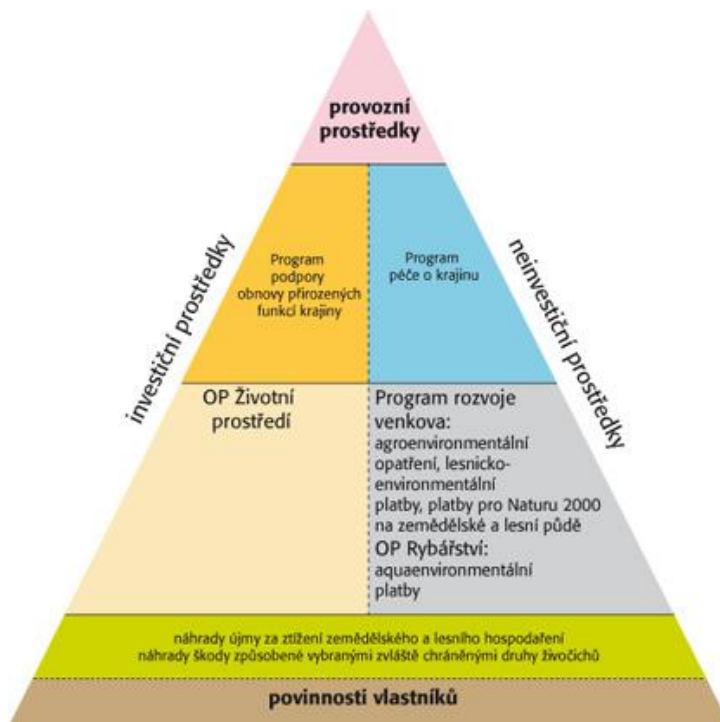 provozní
prostředky
investiční prostředky
neinvestiční prostředky
Program
podpory
obnovy přirozených
funkcí krajiny
Program
péče o krajinu
OP Životní
prostředí
Program rozvoje
venkova:
agroenvironmentální
opatření, lesnicko-
environmentální
platby, platby pro Naturu 2000
na zemědělské a lesní půdě
OP Rybářství:
aquaenvironmentální
platby
náhrady újmy za ztížení zemědělského a lesního hospodaření
náhrady škody způsobené vybranými zvláště chráněnými druhy živočichů
povinnosti vlastníků